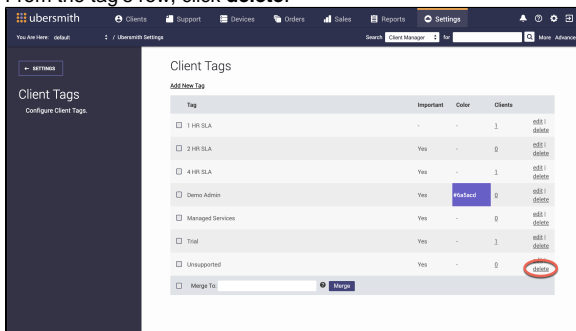 From the tag's row, click delete.
ubersmith Clients Support Devices Orders Sales Reports Settings
You Are Here: default / Ubersmith Settings Search Client Manager for More Advance
← SETTINGS
Client Tags
Configure Client Tags.
Client Tags
Add New Tag
Tag Important Color Clients
1 HR SLA - - 1 edit |
delete
2 HR SLA Yes - 0 edit |
delete
4 HR SLA Yes - 1 edit |
delete
Demo Admin Yes #6a5acd 0 edit |
delete
Managed Services Yes - 0 edit |
delete
Trial Yes - 1 edit |
delete
Unsupported Yes - 0
delete
Merge To: Merge